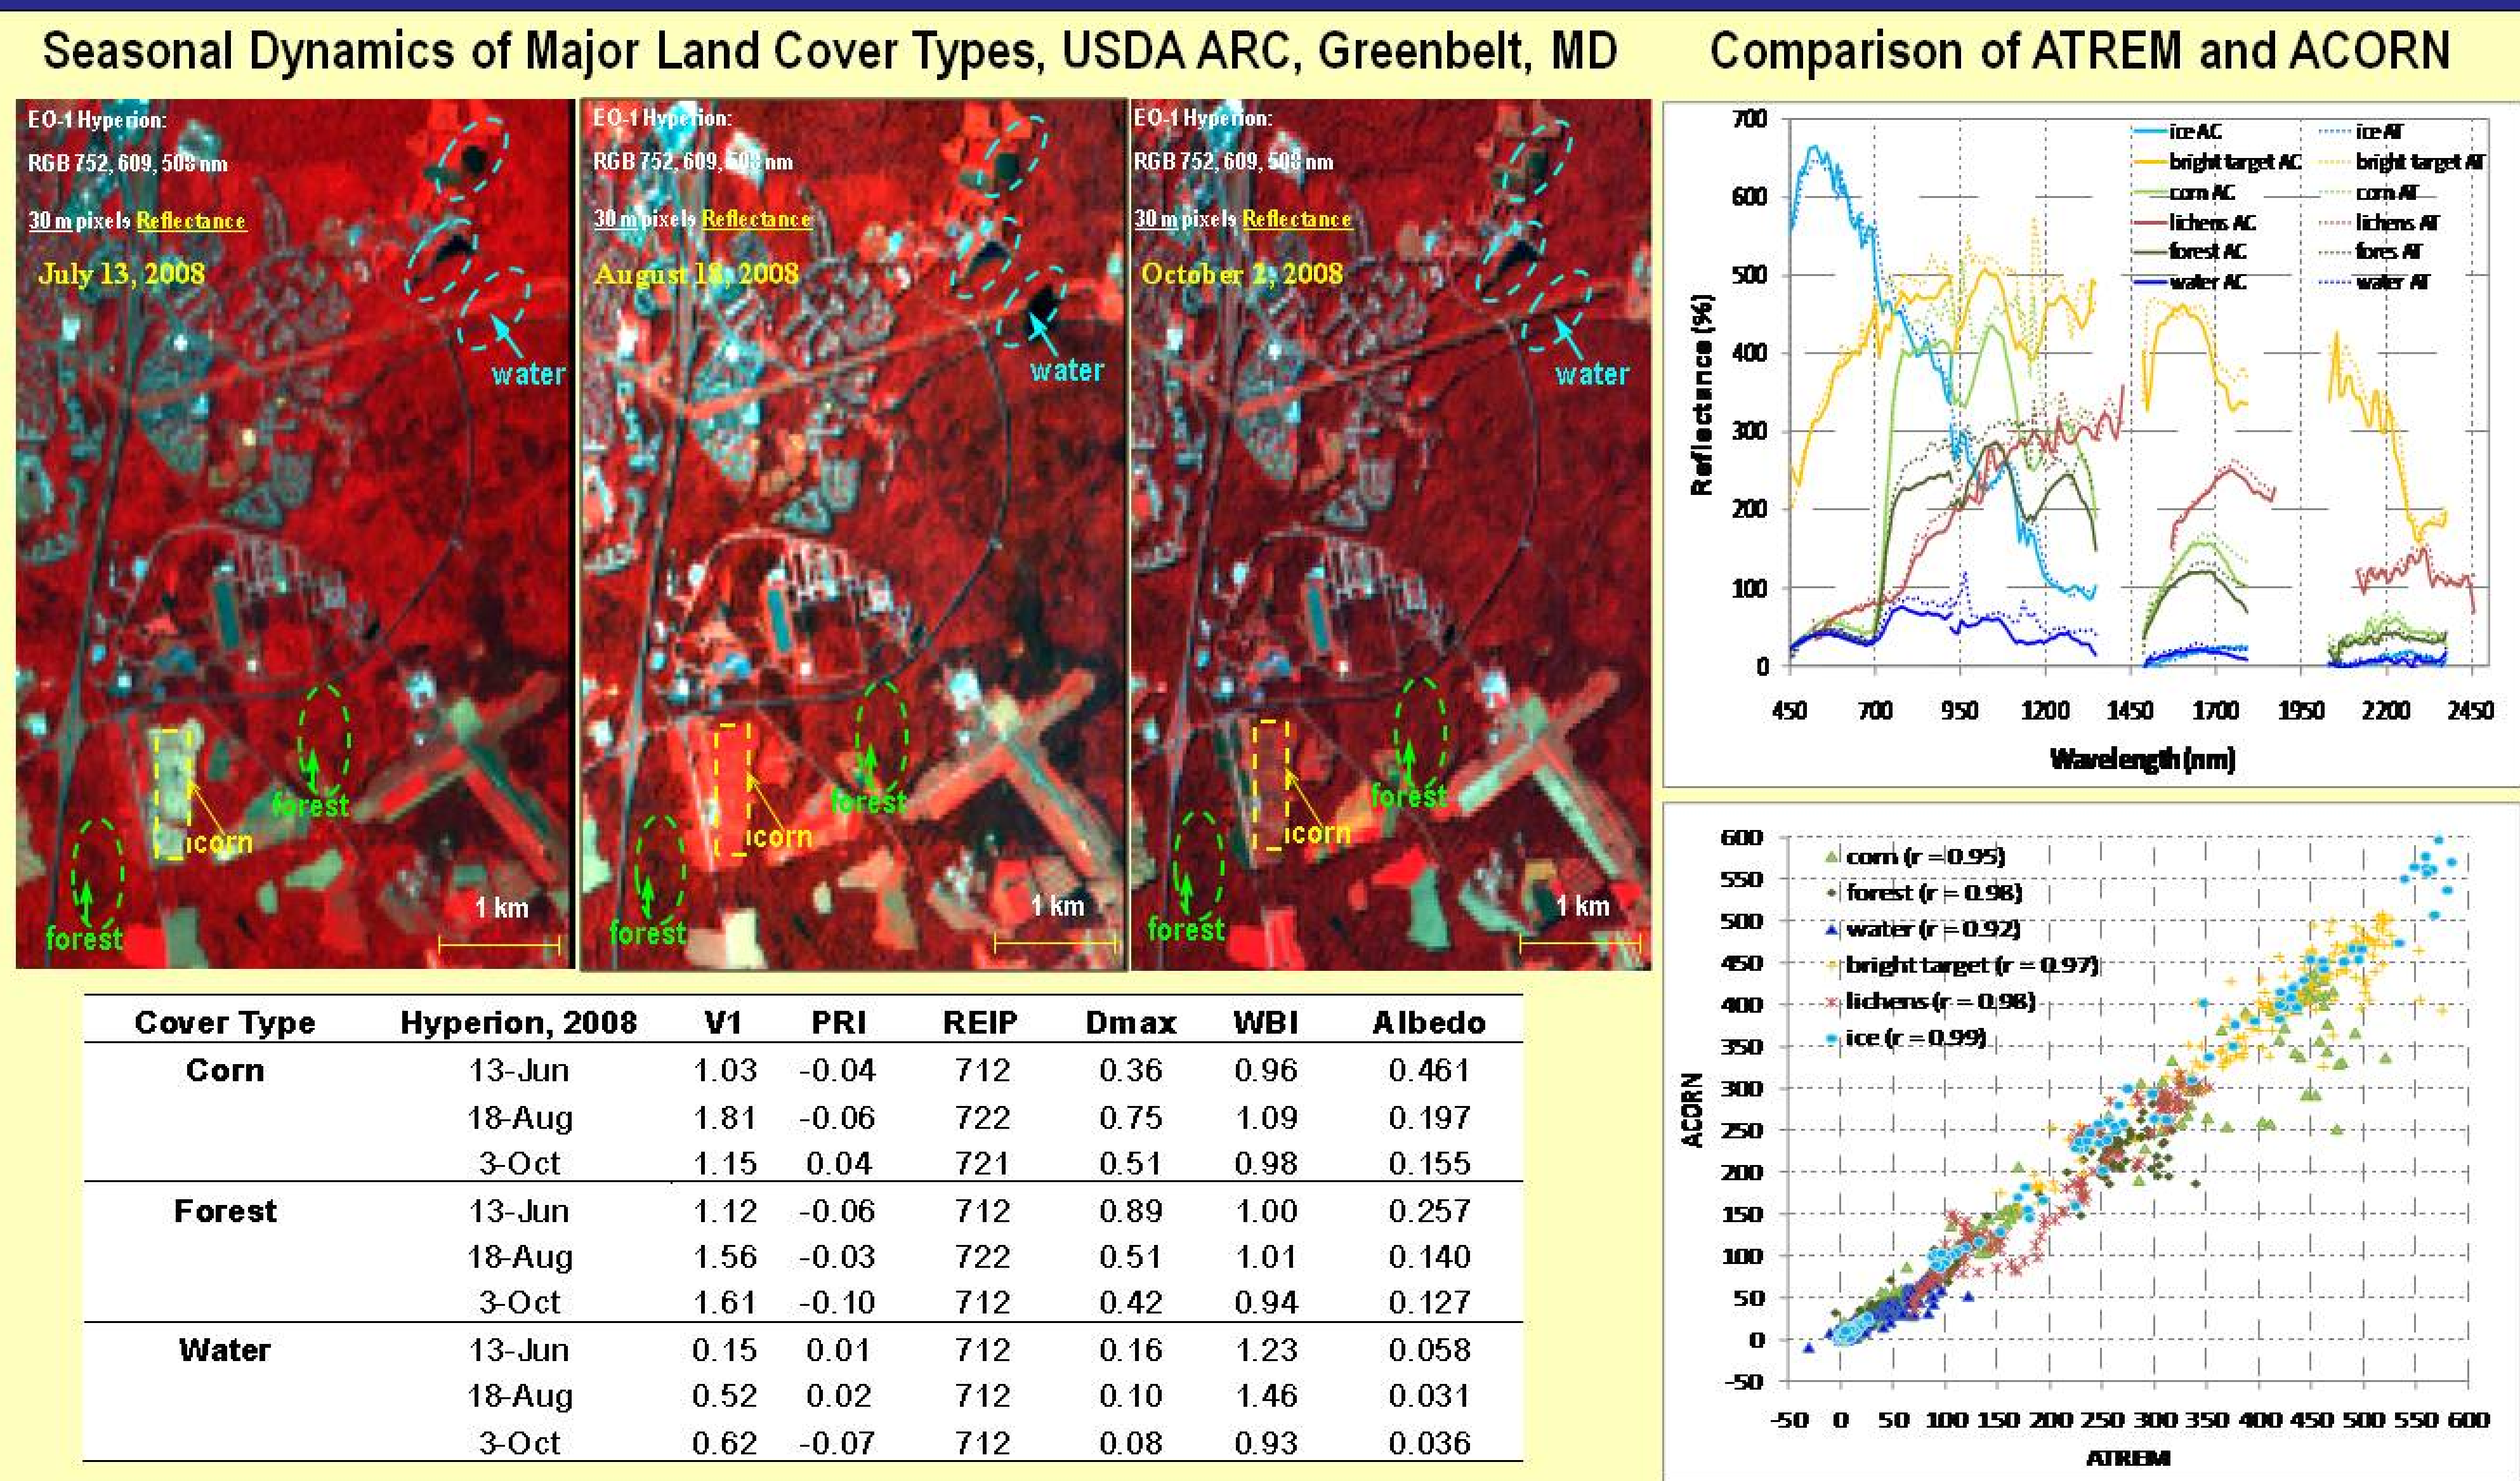 Seasonal Dynamics of Major Land Cover Types, USDA ARC, Greenbelt, MD
EO-1 Hyperion:
RGB 752, 609, 508 nm
30 m pixels Reflectance
July 13, 2008
water
forest
corn
forest
1 km
EO-1 Hyperion:
RGB 752, 609, 508 nm
30 m pixels Reflectance
August 18, 2008
water
forest
corn
forest
1 km
EO-1 Hyperion:
RGB 752, 609, 508 nm
30 m pixels Reflectance
October 2, 2008
water
forest
corn
forest
1 km
Cover Type Hyperion, 2008 V1 PRI REIP Dmax WBI Albedo
Corn 13-Jun 1.03 -0.04 712 0.36 0.96 0.461
18-Aug 1.81 -0.06 722 0.75 1.09 0.197
3-Oct 1.15 0.04 721 0.51 0.98 0.155
Forest 13-Jun 1.12 -0.06 712 0.89 1.00 0.257
18-Aug 1.56 -0.03 722 0.51 1.01 0.140
3-Oct 1.61 -0.10 712 0.42 0.94 0.127
Water 13-Jun 0.15 0.01 712 0.16 1.23 0.058
18-Aug 0.52 0.02 712 0.10 1.46 0.031
3-Oct 0.62 -0.07 712 0.08 0.93 0.036
Comparison of ATREM and ACORN
Reflectance (%)
700
600
500
400
300
200
100
0
ice AC ice AT
bright target AC bright target AT
corn AC corn AT
lichens AC lichens AT
forest AC fores AT
water AC water AT
450 700 950 1200 1450 1700 1950 2200 2450
Wavelength (nm)
ACORN
600
550
500
450
400
350
300
250
200
150
100
50
0
-50
corn (r = 0.95)
forest (r = 0.98)
water (r = 0.92)
bright target (r = 0.97)
lichens (r = 0.98)
ice (r = 0.99)
-50 0 50 100 150 200 250 300 350 400 450 500 550 600
ATREM